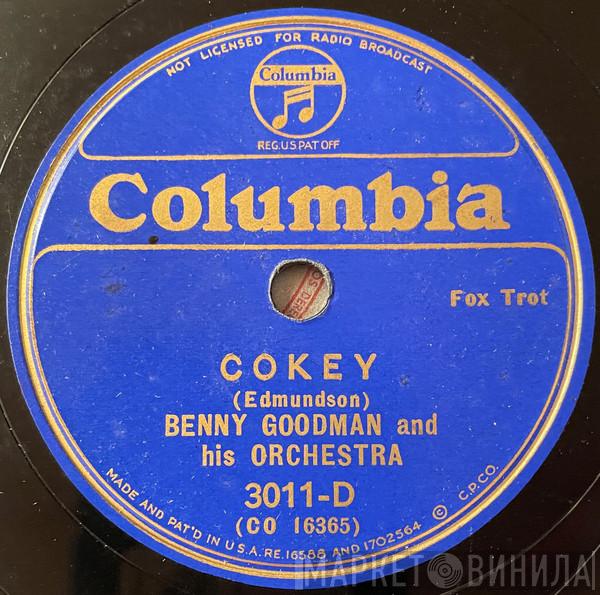 NOT LICENSED FOR RADIO BROADCAST
Columbia
REG.U.S PAT OFF
Columbia
Fox Trot
COKEY
(Edmundson)
BENNY GOODMAN and
his ORCHESTRA
3011-D
(CO 16365)
MADE AND PAT'D IN U.S.A. RE. 16588 AND 1702564 © C.P.CO.
МАРКЕТ ВИНИЛА